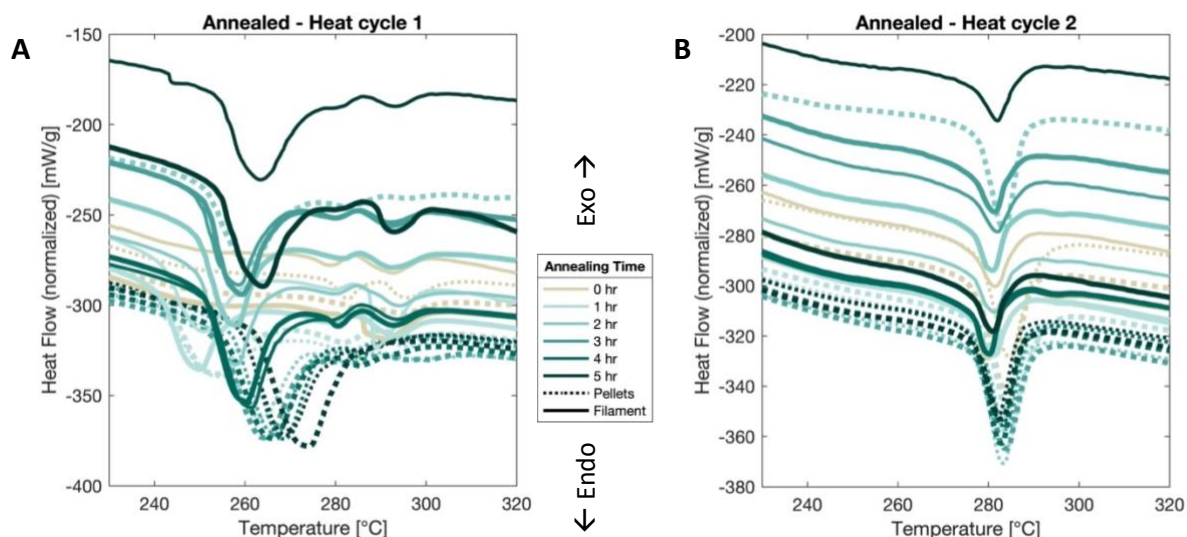 A
Annealed - Heat cycle 1
Heat Flow (normalized) [mW/g]
-150
-200
-250
-300
-350
-400
240
260
280
300
320
Temperature [°C]
Exo →
Annealing Time
0 hr
1 hr
2 hr
3 hr
4 hr
5 hr
Pellets
Filament
← Endo
B
Annealed - Heat cycle 2
Heat Flow (normalized) [mW/g]
-200
-220
-240
-260
-280
-300
-320
-340
-360
-380
240
260
280
300
320
Temperature [°C]